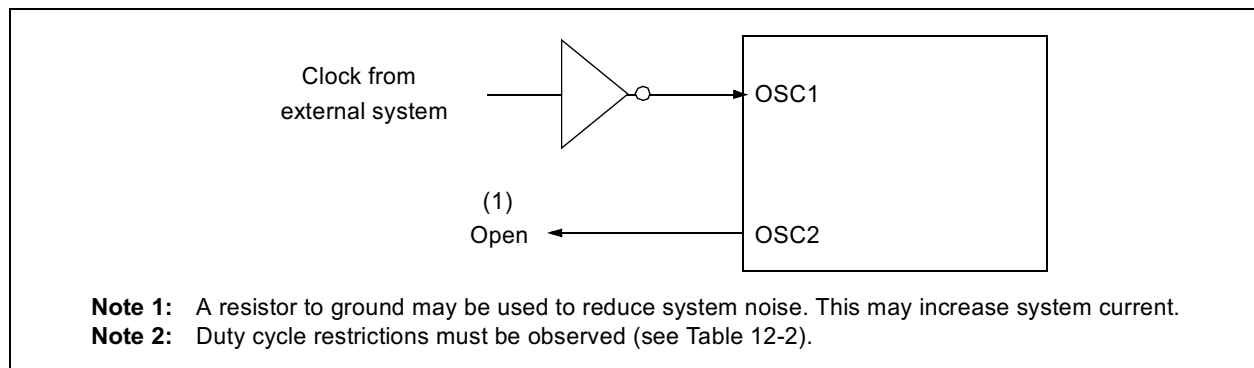 Clock from
external system
OSC1
(1)
Open
OSC2
Note 1: A resistor to ground may be used to reduce system noise. This may increase system current.
Note 2: Duty cycle restrictions must be observed (see Table 12-2).